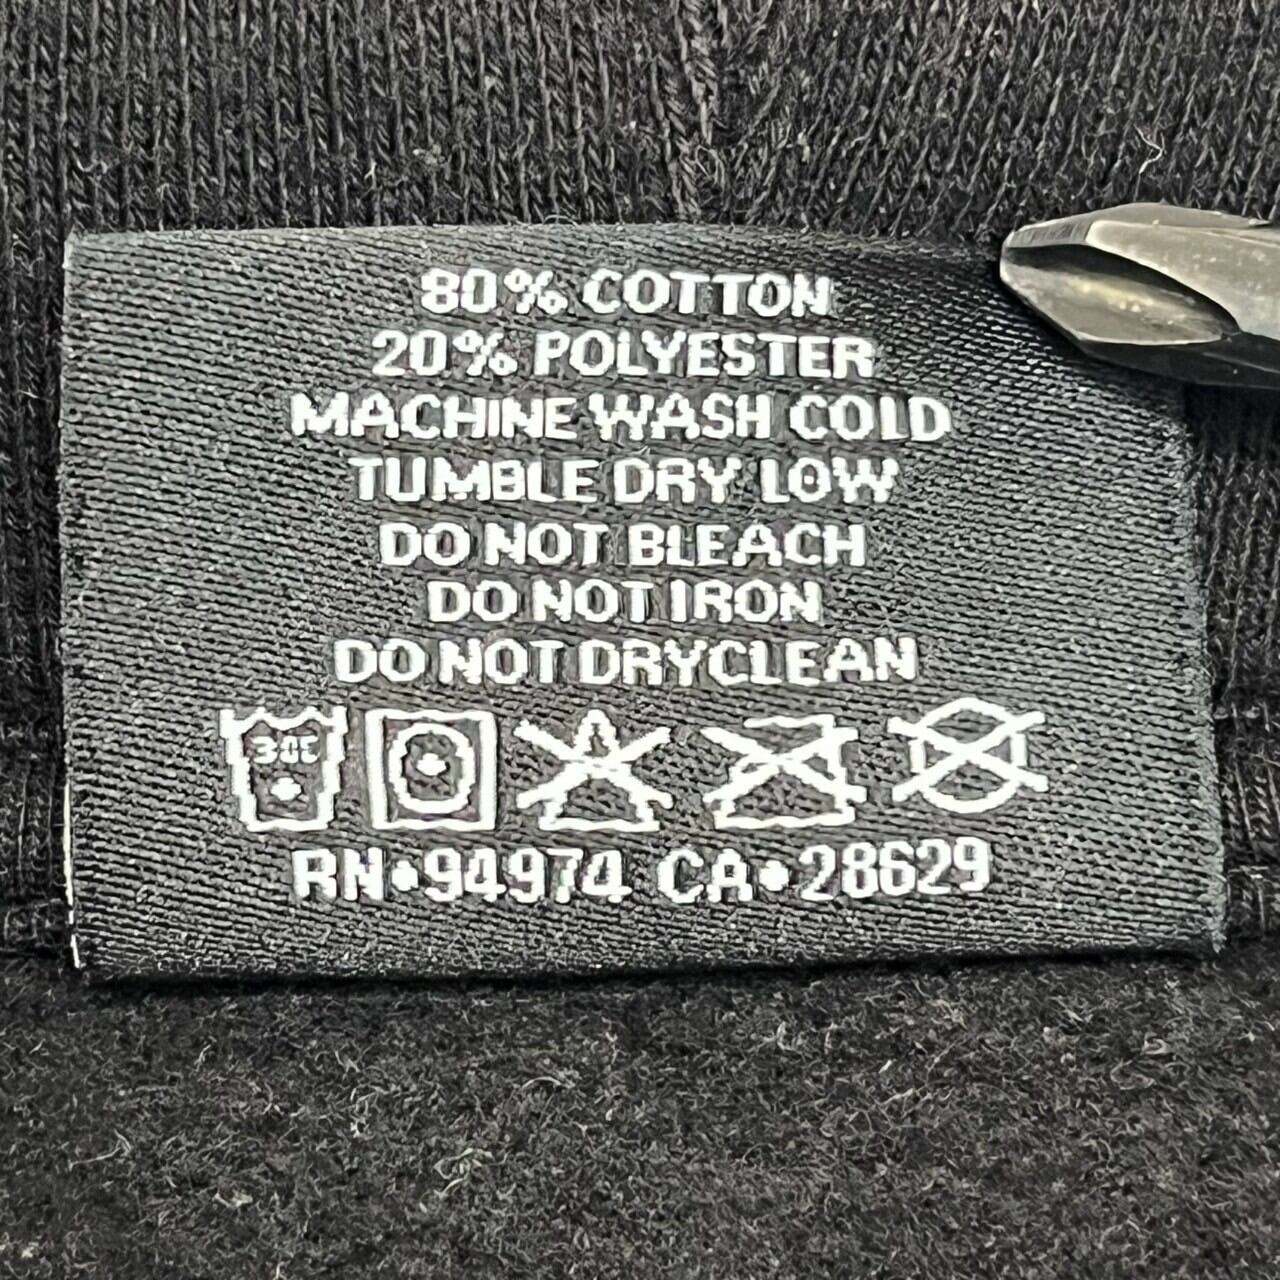 80% COTTON
20% POLYESTER
MACHINE WASH COLD
TUMBLE DRY LOW
DO NOT BLEACH
DO NOT IRON
DO NOT DRYCLEAN
RN•94974 CA•28629